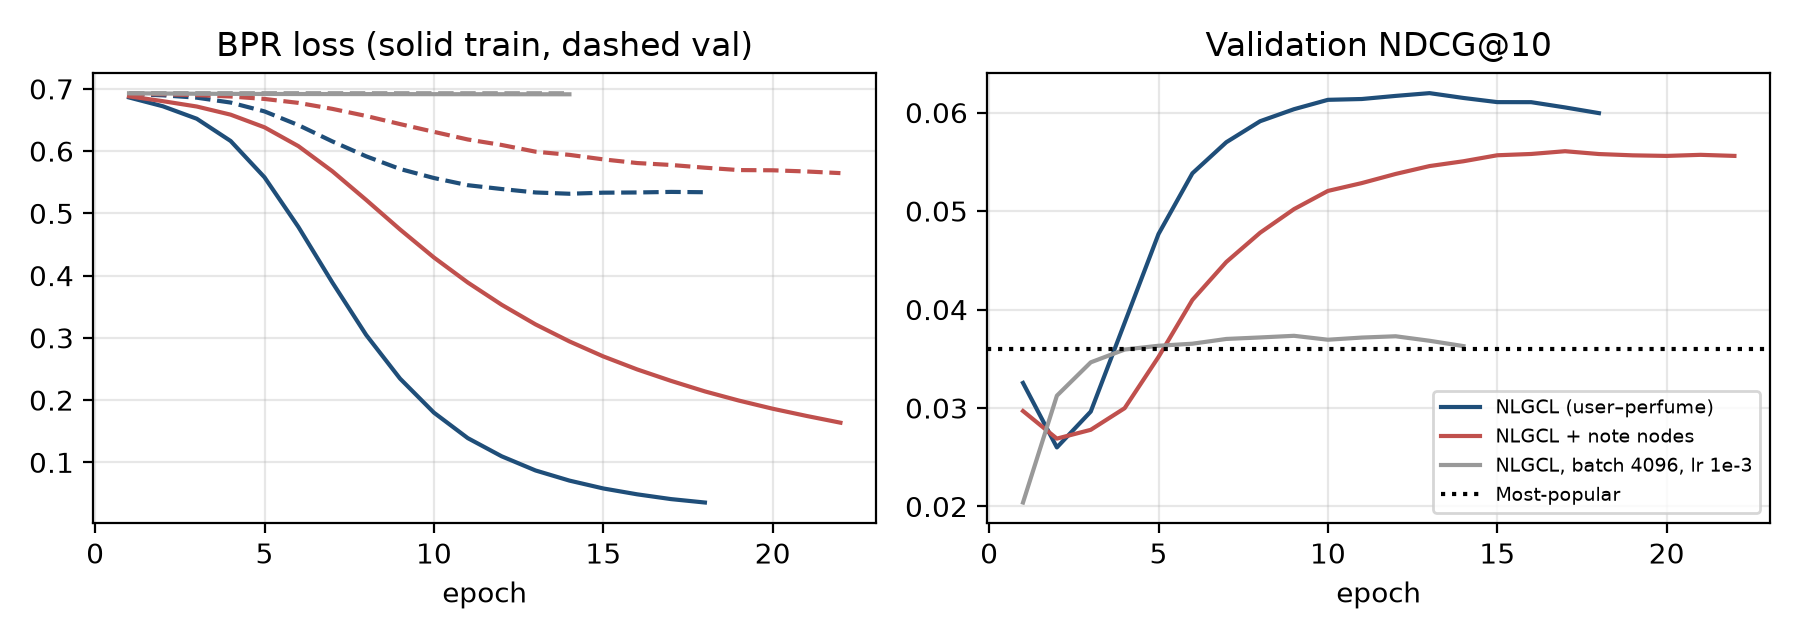 BPR loss (solid train, dashed val)
0.7
0.6
0.5
0.4
0.3
0.2
0.1
0 5 10 15 20
epoch
Validation NDCG@10
0.06
0.05
0.04
0.03
0.02
NLGCL (user–perfume)
NLGCL + note nodes
NLGCL, batch 4096, lr 1e-3
Most-popular
0 5 10 15 20
epoch